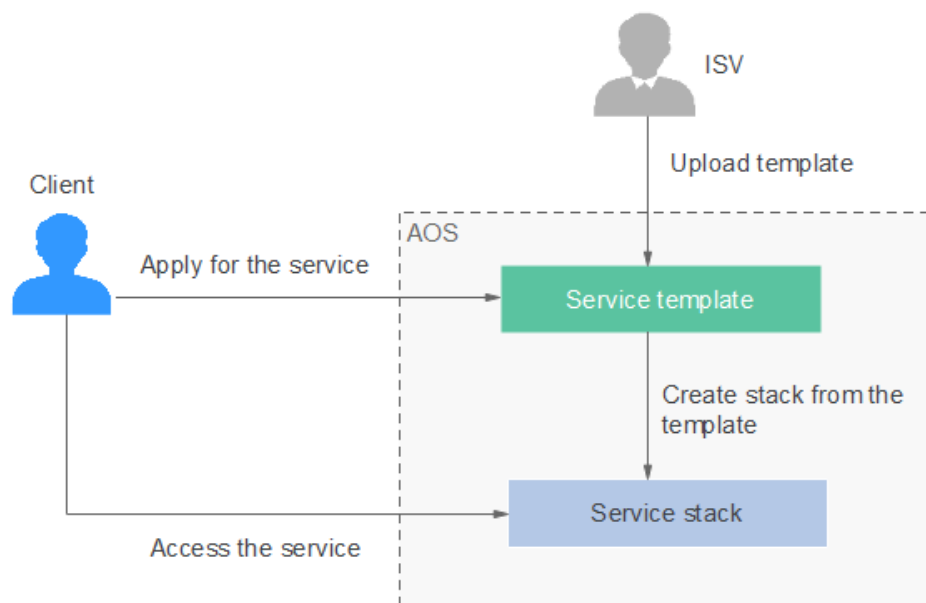 ISV
Upload template
Client
AOS
Apply for the service
Service template
Create stack from the
template
Service stack
Access the service